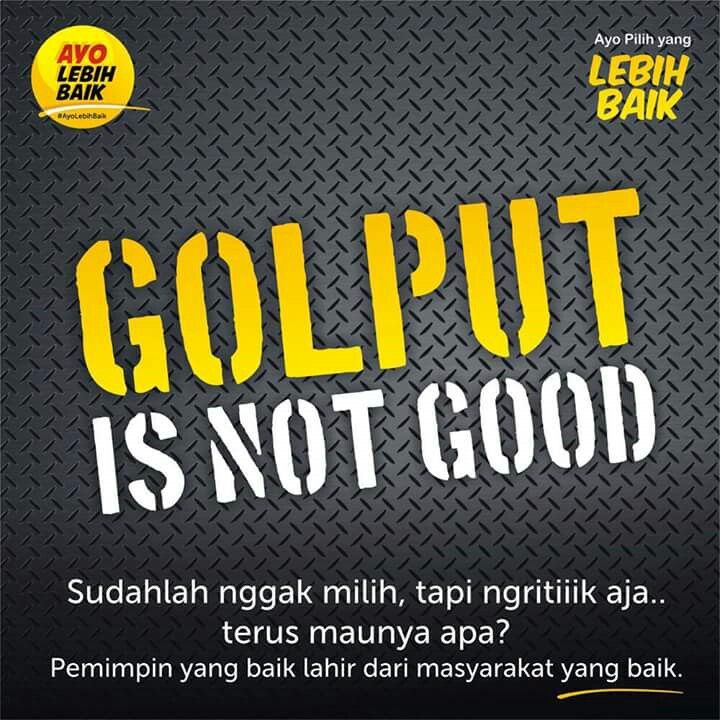 AYO
LEBIH
BAIK
#AyoLebihBaik
Ayo Pilih yang
LEBIH
BAIK
GOLPUT
IS NOT GOOD
Sudahlah nggak milih, tapi ngritiiik aja..
terus maunya apa?
Pemimpin yang baik lahir dari masyarakat yang baik.